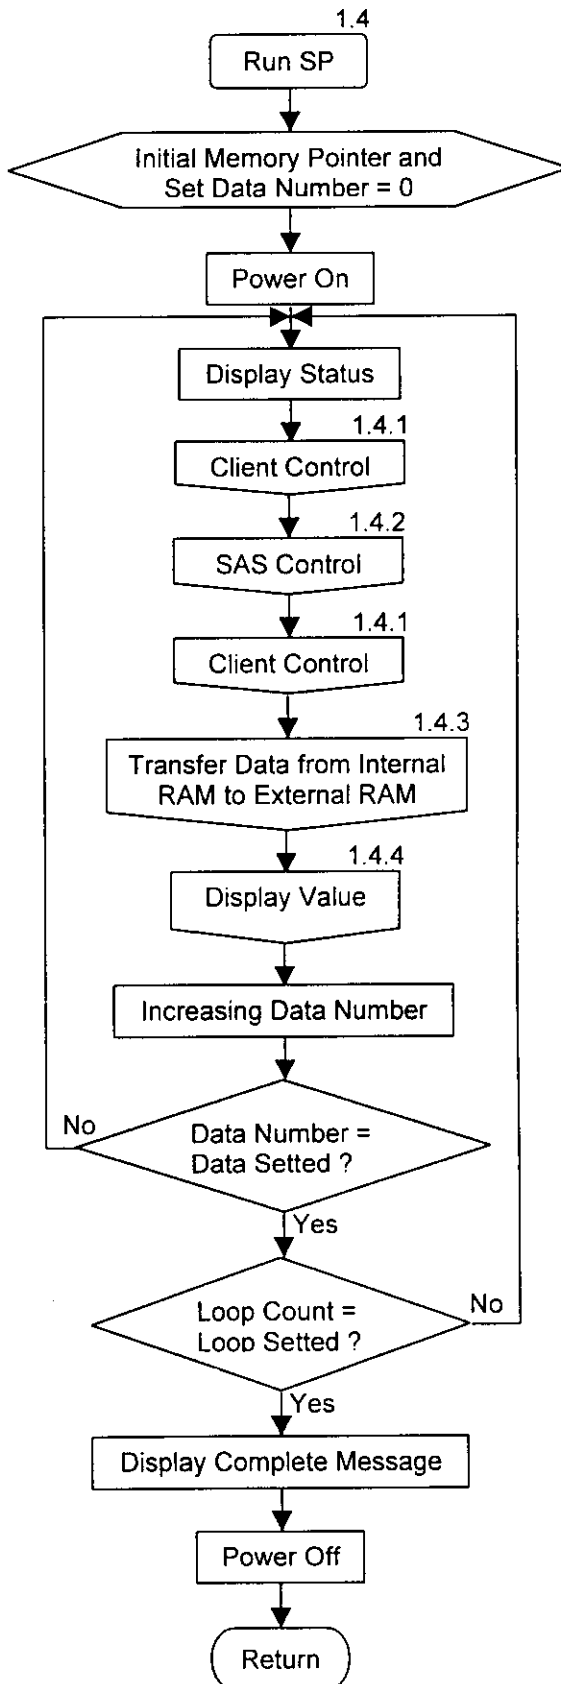 1.4
Run SP
Initial Memory Pointer and
Set Data Number = 0
Power On
Display Status
1.4.1
Client Control
1.4.2
SAS Control
1.4.1
Client Control
1.4.3
Transfer Data from Internal
RAM to External RAM
1.4.4
Display Value
Increasing Data Number
No
Data Number =
Data Setted ?
Yes
Loop Count =
Loop Setted ?
No
Yes
Display Complete Message
Power Off
Return